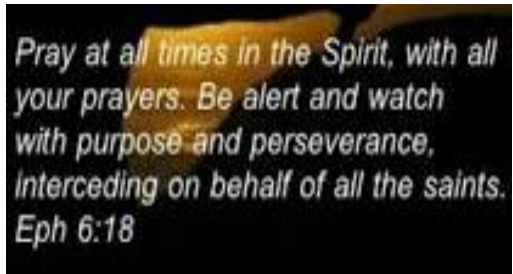 Pray at all times in the Spirit, with all
your prayers. Be alert and watch
with purpose and perseverance,
interceding on behalf of all the saints.
Eph 6:18